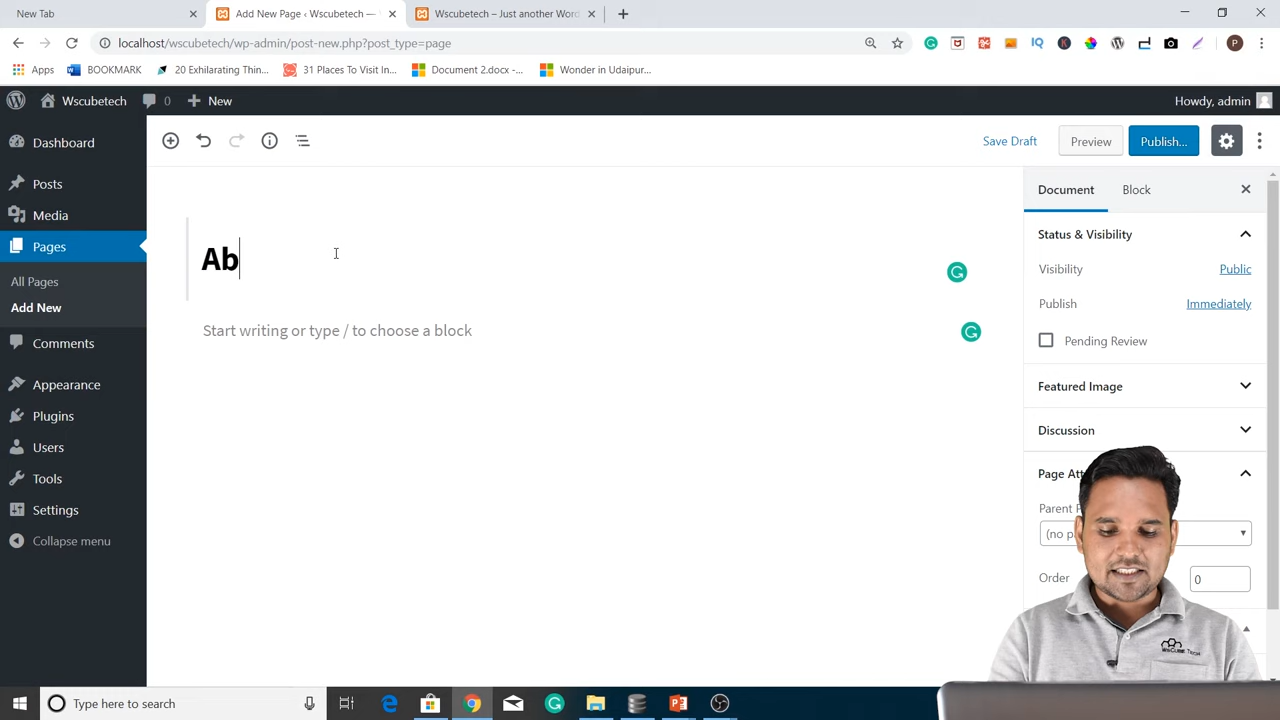 New Tab
Add New Page ‹ Wscubetech —
Wscubetech – Just another Word
localhost/wscubetech/wp-admin/post-new.php?post_type=page
Apps
BOOKMARK
20 Exhilarating Thin...
31 Places To Visit In...
Document 2.docx -...
Wonder in Udaipur...
Wscubetech
0
New
Howdy, admin
Dashboard
Posts
Media
Pages
All Pages
Add New
Comments
Appearance
Plugins
Users
Tools
Settings
Collapse menu
Save Draft
Preview
Publish...
Ab
Start writing or type / to choose a block
Document
Block
Status & Visibility
Visibility
Public
Publish
Immediately
Pending Review
Featured Image
Discussion
Page Att
Parent P
(no pa
Order
0
WsCube Tech
Type here to search